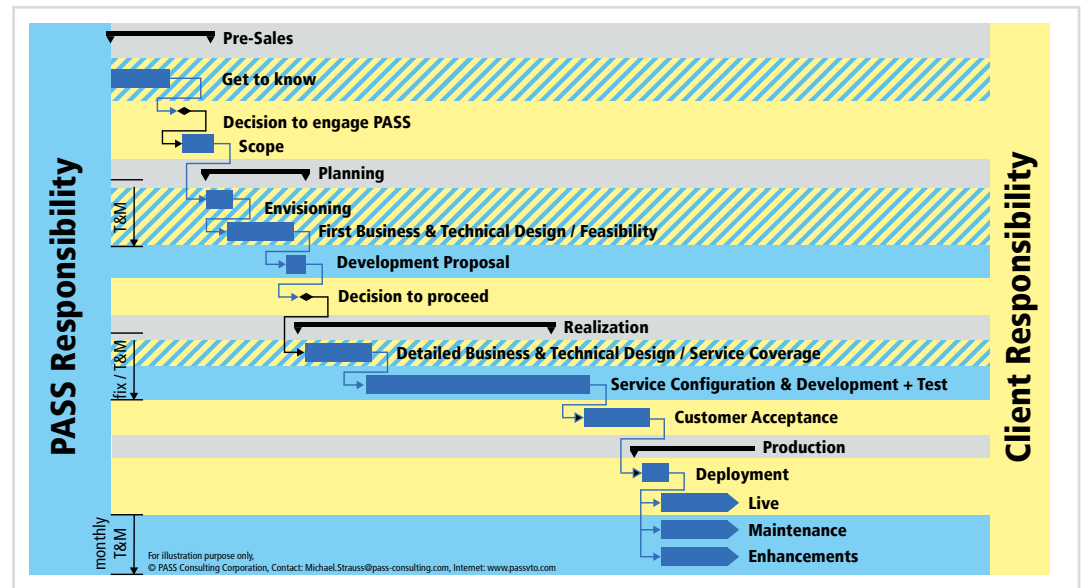 PASS Responsibility
Pre-Sales
Get to know
Decision to engage PASS
Scope
Planning
T&M
Envisioning
First Business & Technical Design / Feasibility
Development Proposal
Decision to proceed
Realization
fix / T&M
Detailed Business & Technical Design / Service Coverage
Service Configuration & Development + Test
Customer Acceptance
Production
Deployment
Live
monthly
T&M
Maintenance
Enhancements
For illustration purpose only,
© PASS Consulting Corporation, Contact: Michael.Strauss@pass-consulting.com, Internet: www.passvto.com
Client Responsibility